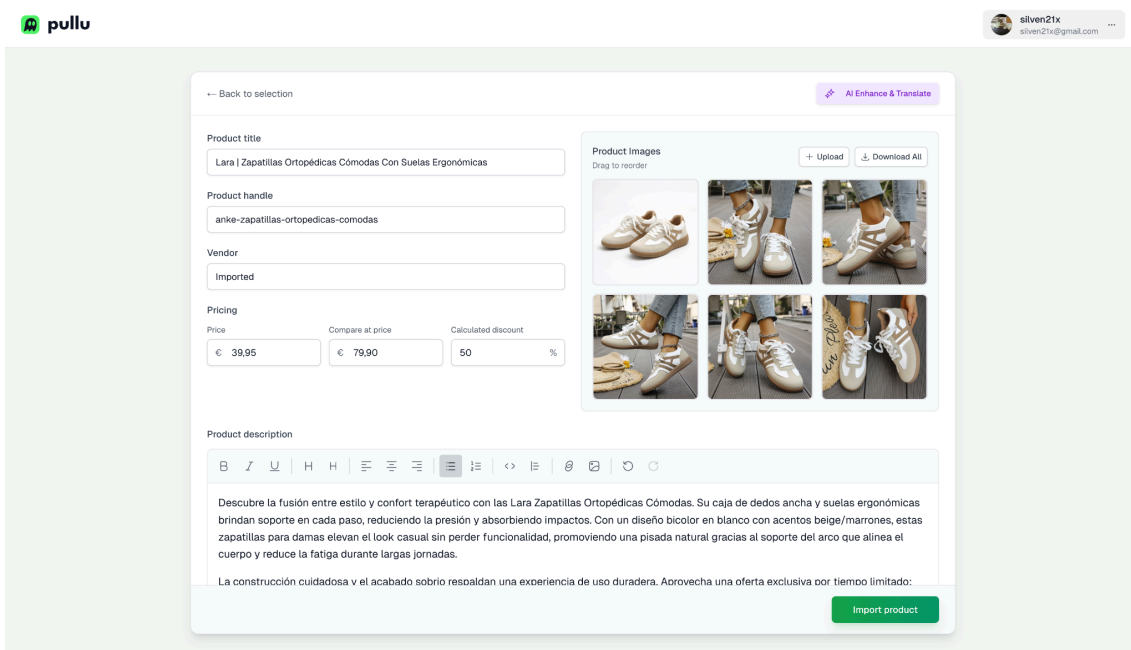 pullu
silven21x
silven21x@gmail.com
← Back to selection
AI Enhance & Translate
Product title
Lara | Zapatillas Ortopédicas Cómodas Con Suelas Ergonómicas
Product handle
anke-zapatillas-ortopedicas-comodas
Vendor
Imported
Pricing
Price
Compare at price
Calculated discount
€ 39,95
€ 79,90
50 %
Product Images
Drag to reorder
+ Upload
Download All
Product description
B I U H H
Descubre la fusión entre estilo y confort terapéutico con las Lara Zapatillas Ortopédicas Cómodas. Su caja de dedos ancha y suelas ergonómicas
brindan soporte en cada paso, reduciendo la presión y absorbiendo impactos. Con un diseño bicolor en blanco con acentos beige/marrones, estas
zapatillas para damas elevan el look casual sin perder funcionalidad, promoviendo una pisada natural gracias al soporte del arco que alinea el
cuerpo y reduce la fatiga durante largas jornadas.
La construcción cuidadosa y el acabado sobrio respaldan una experiencia de uso duradera. Aprovecha una oferta exclusiva por tiempo limitado:
Import product